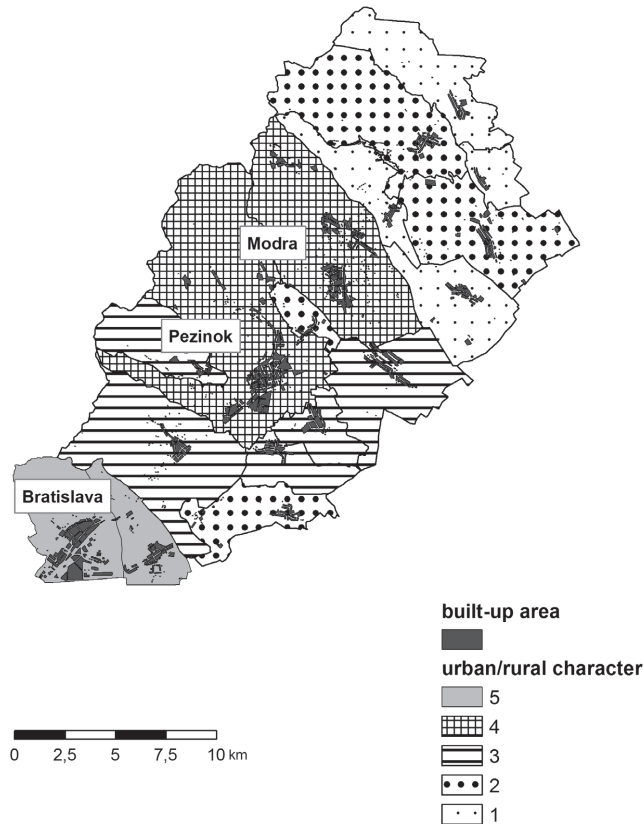 Modra
Pezinok
Bratislava
built-up area
urban/rural character
5
4
3
2
1
0 2,5 5 7,5 10 km